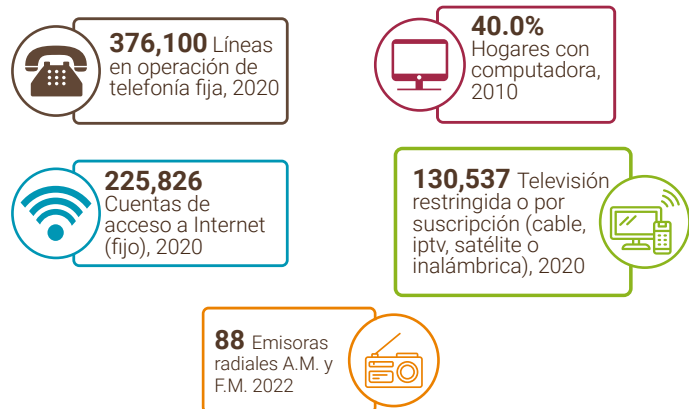 376,100 Líneas
en operación de
telefonía fija, 2020
40.0%
Hogares con
computadora,
2010
225,826
Cuentas de
acceso a Internet
(fijo), 2020
130,537 Televisión
restringida o por
suscripción (cable,
iptv, satélite o
inalámbrica), 2020
88 Emisoras
radiales A.M. y
F.M. 2022